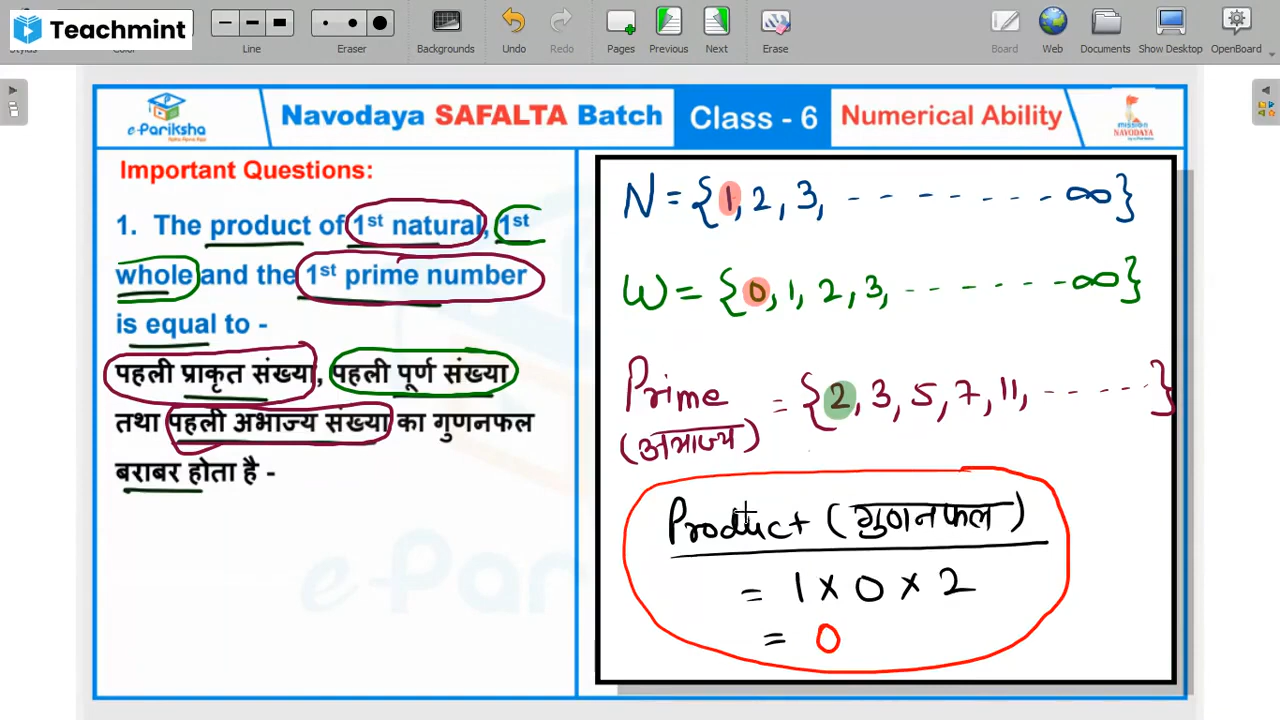 Teachmint
Line
Eraser
Backgrounds
Undo
Redo
Pages
Previous
Next
Erase
Board
Web
Documents
Show Desktop
OpenBoard
e-Pariksha
Navodaya SAFALTA Batch
Class - 6
Numerical Ability
MISSION
NAVODAYA
Important Questions:
1. The product of 1st natural, 1st
whole and the 1st prime number
is equal to -
पहली प्राकृत संख्या, पहली पूर्ण संख्या
तथा पहली अभाज्य संख्या का गुणनफल
बराबर होता है -
N = {1, 2, 3, - - - - - - - - ∞}
W = {0, 1, 2, 3, - - - - - - - ∞}
Prime = {2, 3, 5, 7, 11, - - - - - }
(अभाज्य)
Product (गुणनफल)
= 1 × 0 × 2
= 0
e-Pariksha